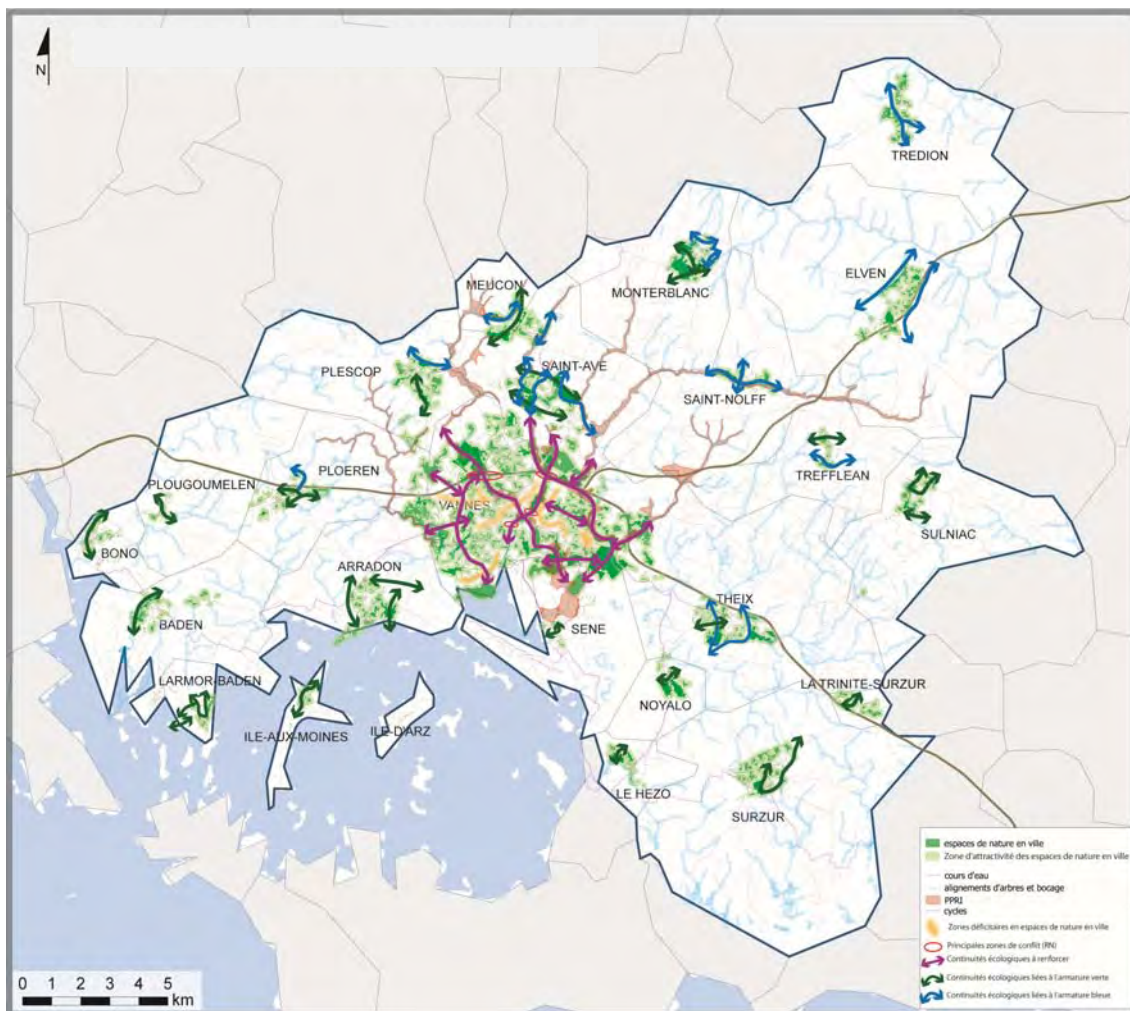 N
TREDION
ELVEN
MONTERBLANC
MEUCON
SAINT-AVE
PLESCOP
SAINT-NOLFF
PLOEREN
TREFFLEAN
PLOUGOUMELEN
VANNES
SULNIAC
BONO
ARRADON
THEIX
BADEN
SENE
LARMOR-BADEN
LA TRINITE-SURZUR
NOYALO
ILE-AUX-MOINES
ILE-D'ARZ
LE HEZO
SURZUR
espaces de nature en ville
Zone d'attractivité des espaces de nature en ville
cours d'eau
alignements d'arbres et bocage
PPRI
cycles
Zones déficitaires en espaces de nature en ville
Principales zones de conflit (RN)
Continuités écologiques à renforcer
Continuités écologiques liées à l'armature verte
Continuités écologiques liées à l'armature bleue
0 1 2 3 4 5
km